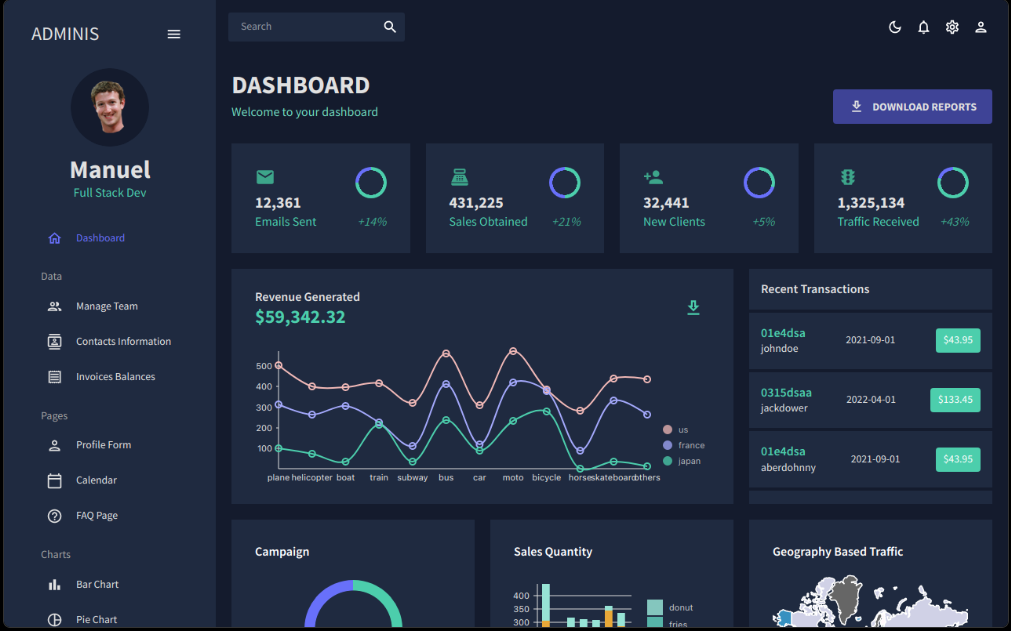 ADMINIS
Search
Manuel
Full Stack Dev
Dashboard
Data
Manage Team
Contacts Information
Invoices Balances
Pages
Profile Form
Calendar
FAQ Page
Charts
Bar Chart
Pie Chart
DASHBOARD
Welcome to your dashboard
DOWNLOAD REPORTS
12,361
Emails Sent +14%
431,225
Sales Obtained +21%
32,441
New Clients +5%
1,325,134
Traffic Received +43%
Revenue Generated
$59,342.32
500
400
300
200
100
plane helicopter boat train subway bus car moto bicycle horse skateboard others
us
france
japan
Recent Transactions
01e4dsa
johndoe
2021-09-01
$43.95
0315dsaa
jackdower
2022-04-01
$133.45
01e4dsa
aberdohnny
2021-09-01
$43.95
Campaign
Sales Quantity
400
350
300
donut
fries
Geography Based Traffic